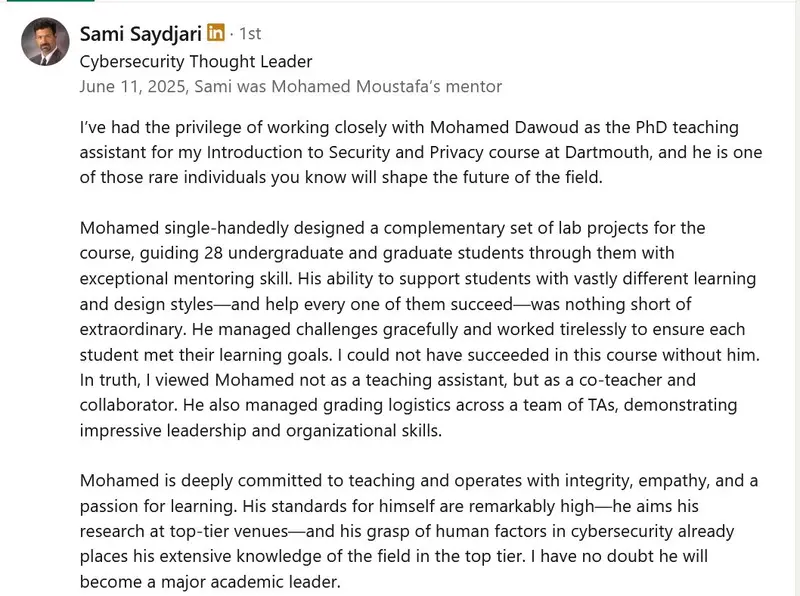 Sami Saydjari in · 1st
Cybersecurity Thought Leader
June 11, 2025, Sami was Mohamed Moustafa's mentor
I've had the privilege of working closely with Mohamed Dawoud as the PhD teaching
assistant for my Introduction to Security and Privacy course at Dartmouth, and he is one
of those rare individuals you know will shape the future of the field.
Mohamed single-handedly designed a complementary set of lab projects for the
course, guiding 28 undergraduate and graduate students through them with
exceptional mentoring skill. His ability to support students with vastly different learning
and design styles—and help every one of them succeed—was nothing short of
extraordinary. He managed challenges gracefully and worked tirelessly to ensure each
student met their learning goals. I could not have succeeded in this course without him.
In truth, I viewed Mohamed not as a teaching assistant, but as a co-teacher and
collaborator. He also managed grading logistics across a team of TAs, demonstrating
impressive leadership and organizational skills.
Mohamed is deeply committed to teaching and operates with integrity, empathy, and a
passion for learning. His standards for himself are remarkably high—he aims his
research at top-tier venues—and his grasp of human factors in cybersecurity already
places his extensive knowledge of the field in the top tier. I have no doubt he will
become a major academic leader.